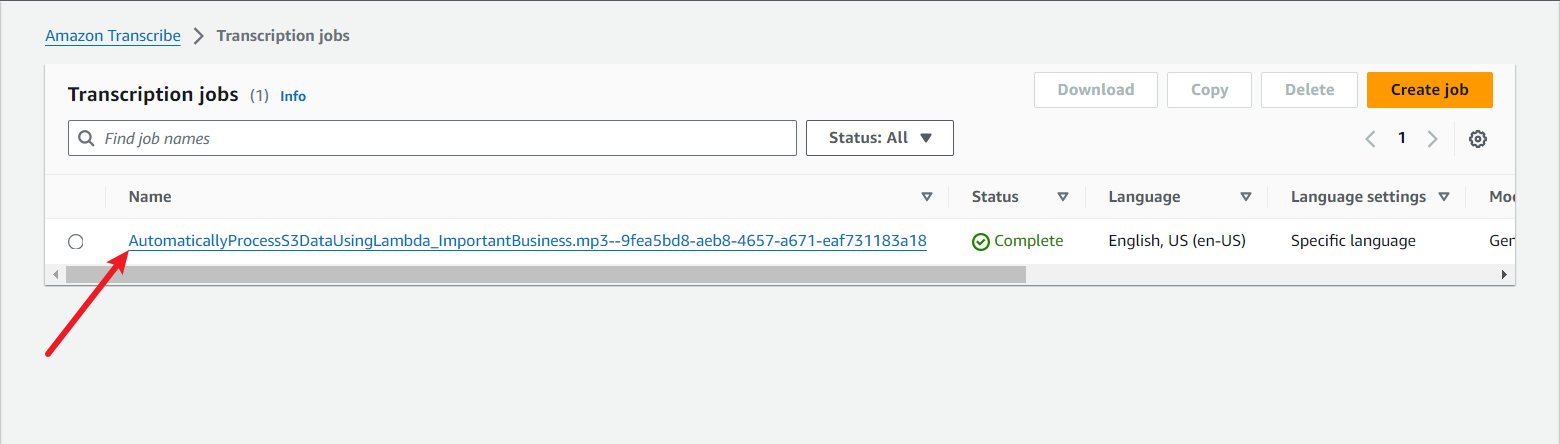 Amazon Transcribe > Transcription jobs
Transcription jobs (1) Info
Download Copy Delete Create job
Find job names
Status: All
1
Name Status Language Language settings Moc
AutomaticallyProcessS3DataUsingLambda_ImportantBusiness.mp3--9fea5bd8-aeb8-4657-a671-eaf731183a18 Complete English, US (en-US) Specific language Gen